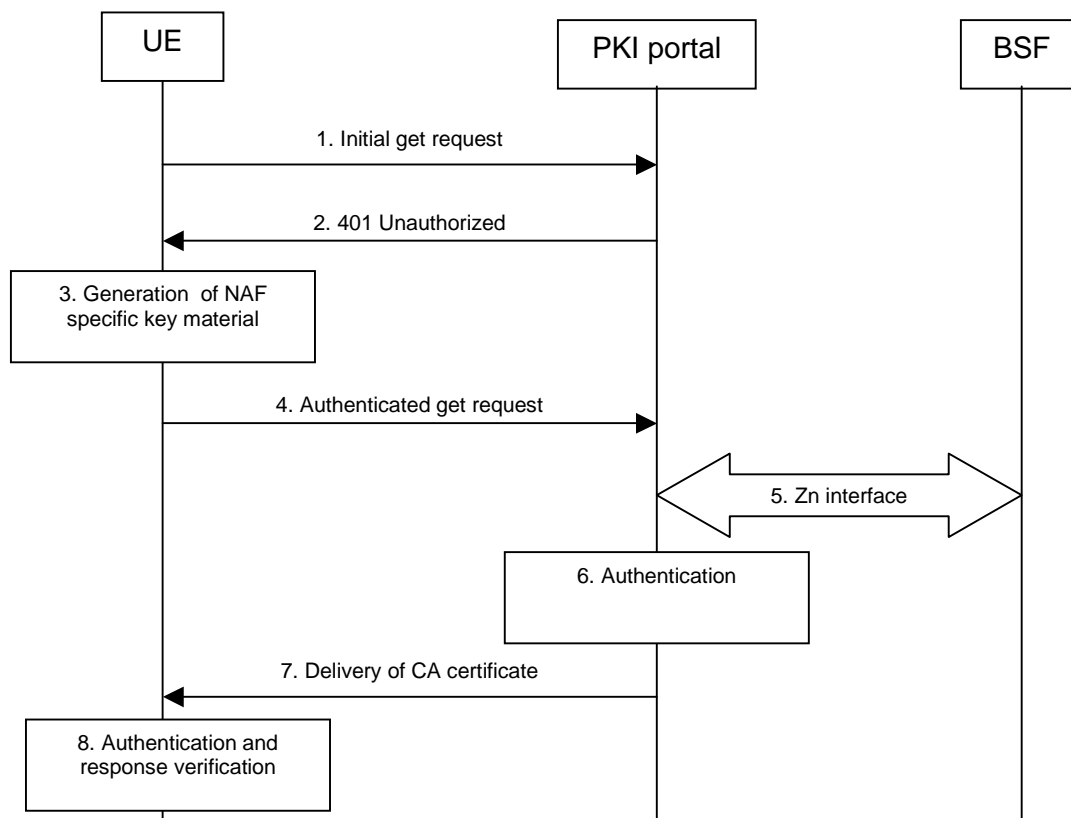 UE
PKI portal
BSF
1. Initial get request
2. 401 Unauthorized
3. Generation of NAF
specific key material
4. Authenticated get request
5. Zn interface
6. Authentication
7. Delivery of CA certificate
8. Authentication and
response verification